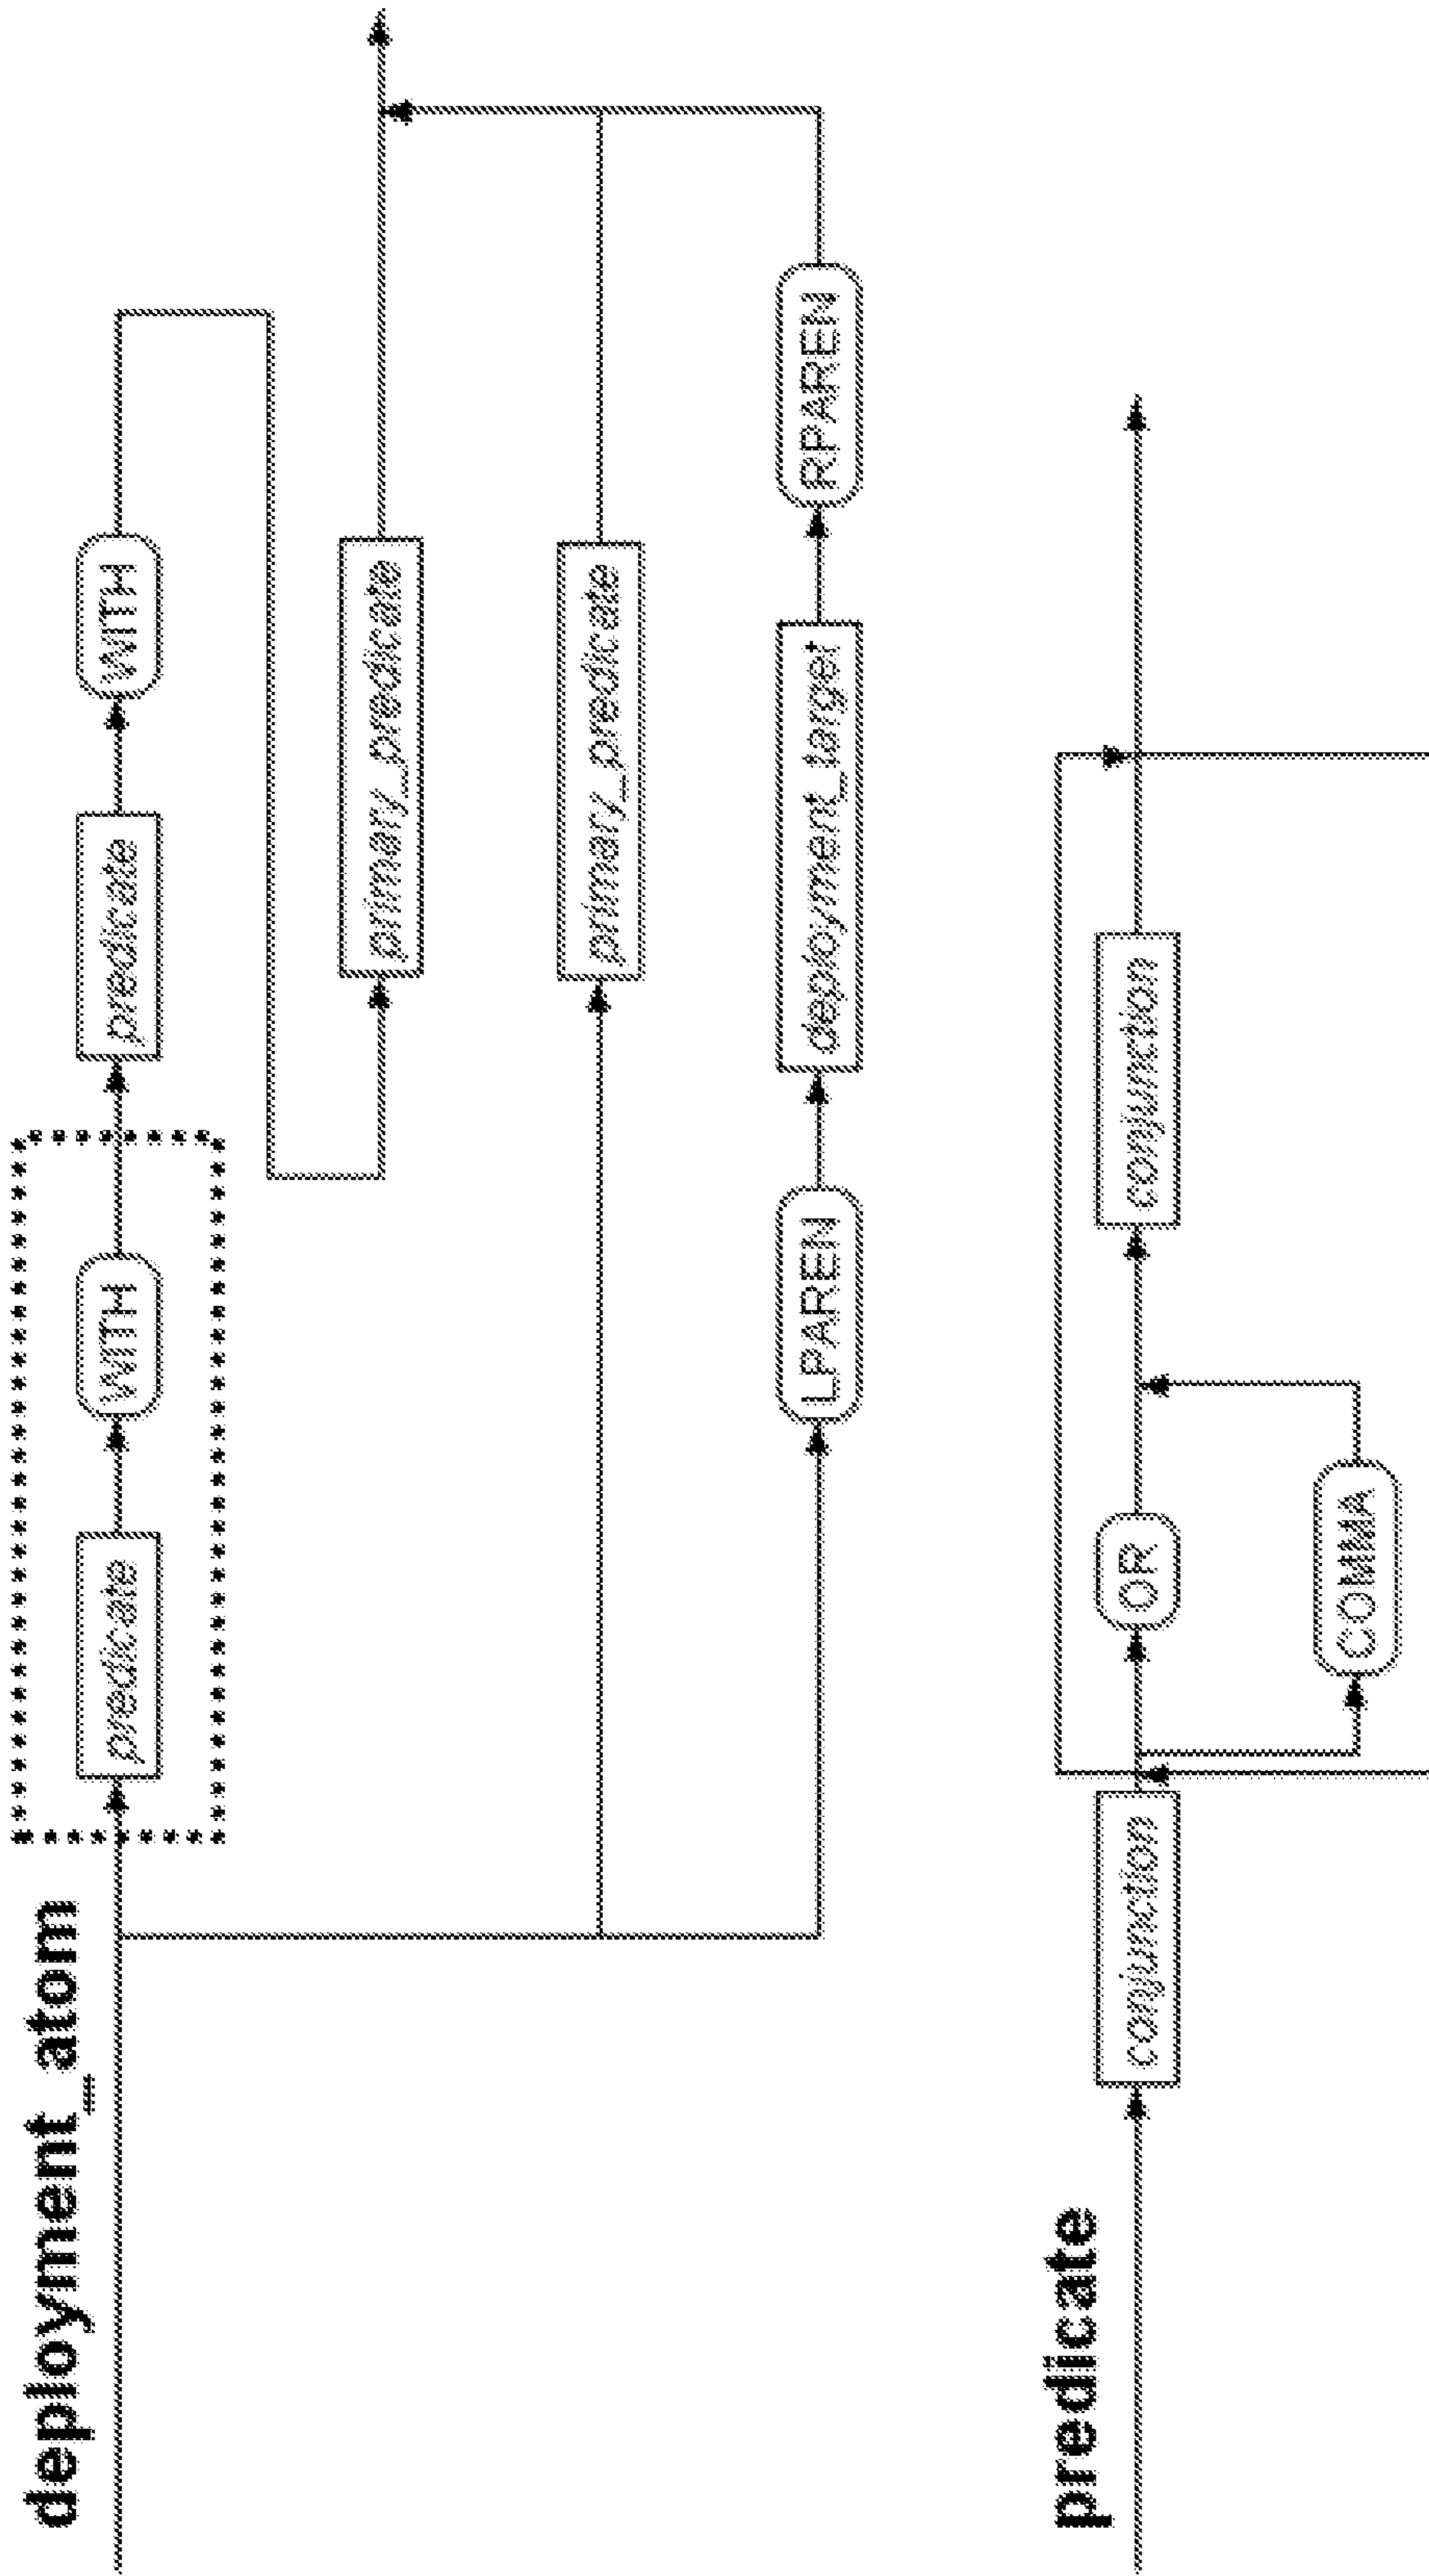 deployment_atom
predicate WITH predicate WITH
primary_predicate
primary_predicate
LPAREN deployment_target RPAREN
predicate
conjunction OR conjunction
COMMA